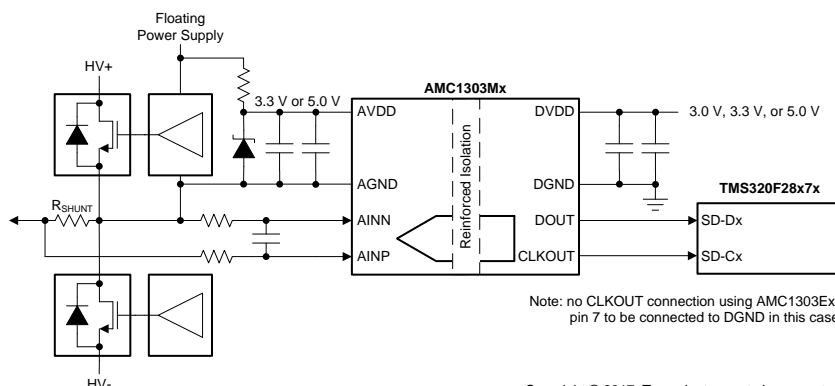 Floating
Power Supply
HV+
AMC1303Mx
3.3 V or 5.0 V
AVDD
DVDD
3.0 V, 3.3 V, or 5.0 V
Reinforced Isolation
AGND
DGND
TMS320F28x7x
RSHUNT
AINN
DOUT
SD-Dx
AINP
CLKOUT
SD-Cx
Note: no CLKOUT connection using AMC1303Ex
pin 7 to be connected to DGND in this case
HV-